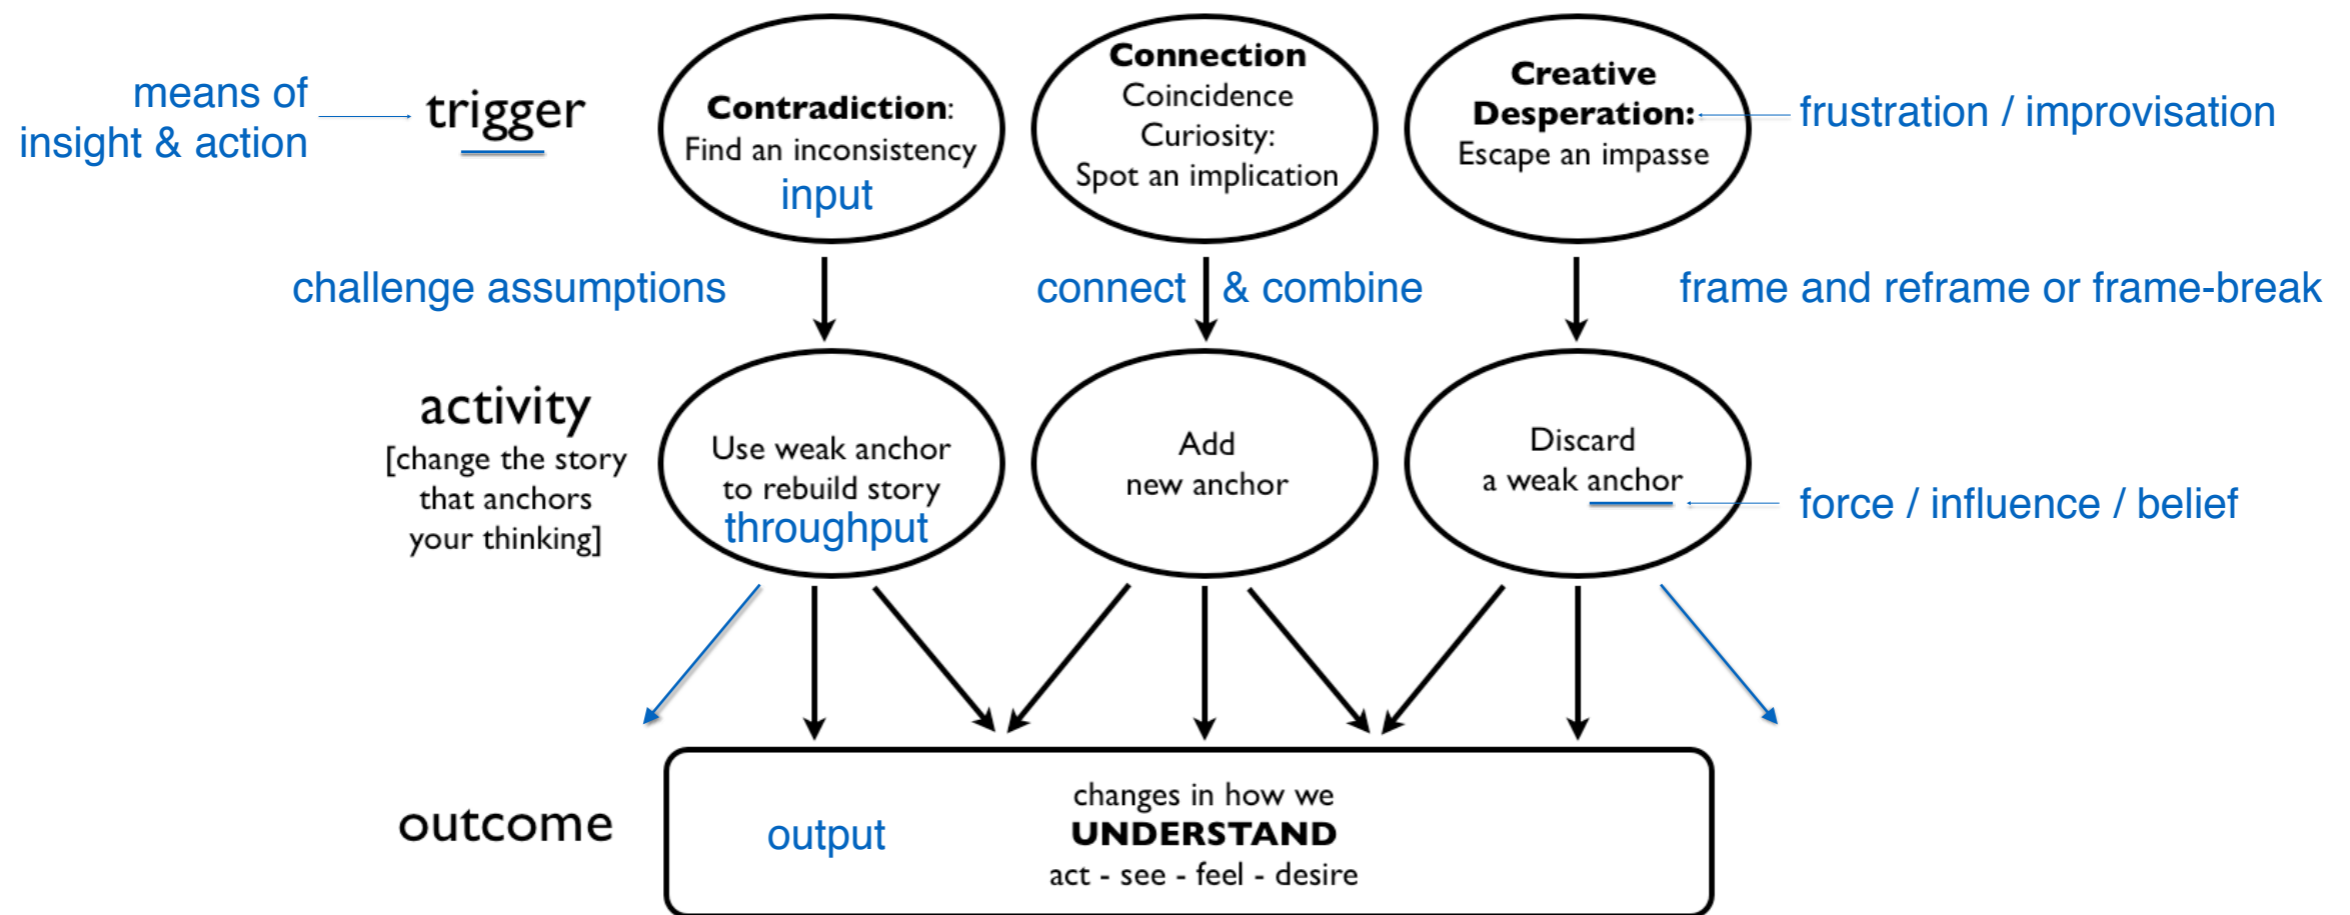 means of
insight & action
trigger
Contradiction:
Find an inconsistency
input
Connection
Coincidence
Curiosity:
Spot an implication
Creative
Desperation:
Escape an impasse
frustration / improvisation
challenge assumptions
connect & combine
frame and reframe or frame-break
activity
[change the story
that anchors
your thinking]
Use weak anchor
to rebuild story
throughput
Add
new anchor
Discard
a weak anchor
force / influence / belief
outcome
output
changes in how we
UNDERSTAND
act - see - feel - desire